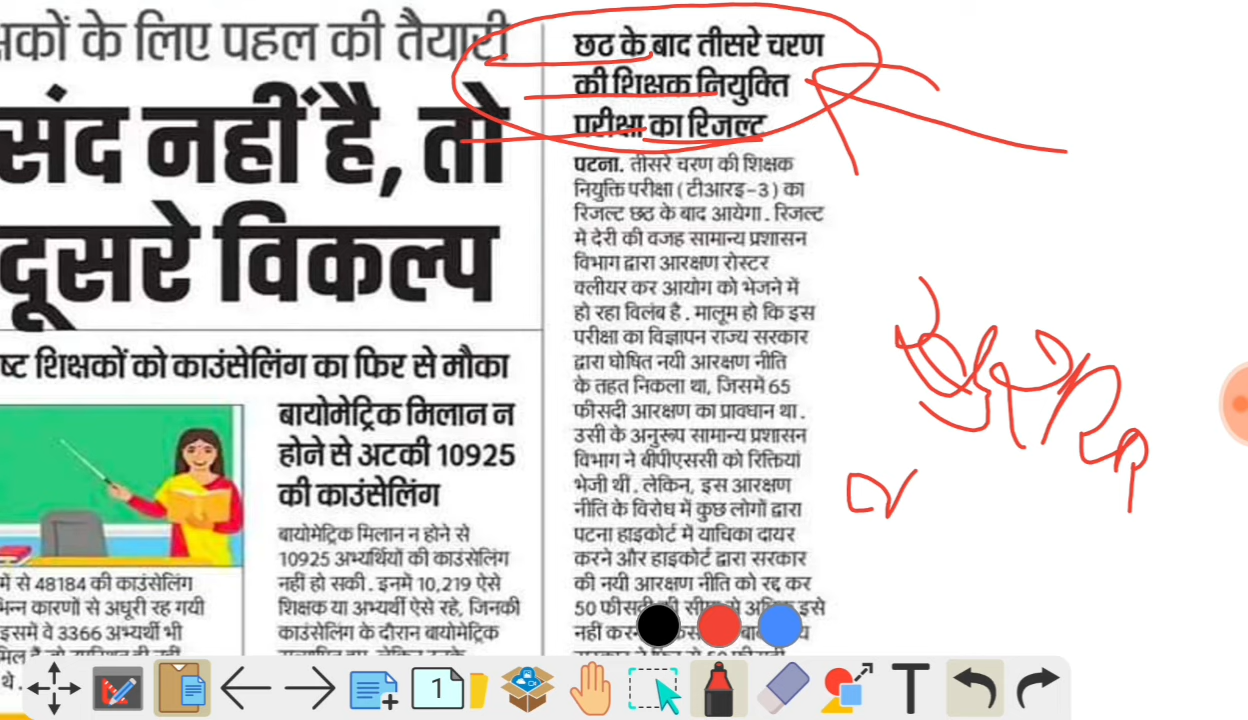 क्षकों के लिए पहल की तैयारी
संद नहीं है, तो
दूसरे विकल्प
ष्ट शिक्षकों को काउंसेलिंग का फिर से मौका
बायोमेट्रिक मिलान न
होने से अटकी 10925
की काउंसेलिंग
बायोमेट्रिक मिलान न होने से
10925 अभ्यर्थियों की काउंसेलिंग
नहीं हो सकी. इनमें 10,219 ऐसे
शिक्षक या अभ्यर्थी ऐसे रहे, जिनकी
काउंसेलिंग के दौरान बायोमेट्रिक
में से 48184 की काउंसेलिंग
भिन्न कारणों से अधूरी रह गयी
इसमें वे 3366 अभ्यर्थी भी
थे.
छठ के बाद तीसरे चरण
की शिक्षक नियुक्ति
परीक्षा का रिजल्ट
पटना. तीसरे चरण की शिक्षक
नियुक्ति परीक्षा (टीआरइ-3) का
रिजल्ट छठ के बाद आयेगा. रिजल्ट
में देरी की वजह सामान्य प्रशासन
विभाग द्वारा आरक्षण रोस्टर
क्लीयर कर आयोग को भेजने में
हो रहा विलंब है. मालूम हो कि इस
परीक्षा का विज्ञापन राज्य सरकार
द्वारा घोषित नयी आरक्षण नीति
के तहत निकला था, जिसमें 65
फीसदी आरक्षण का प्रावधान था.
उसी के अनुरूप सामान्य प्रशासन
विभाग ने बीपीएससी को रिक्तियां
भेजी थीं. लेकिन, इस आरक्षण
नीति के विरोध में कुछ लोगों द्वारा
पटना हाइकोर्ट में याचिका दायर
करने और हाइकोर्ट द्वारा सरकार
की नयी आरक्षण नीति को रद्द कर
50 इसे
नहीं
1
T